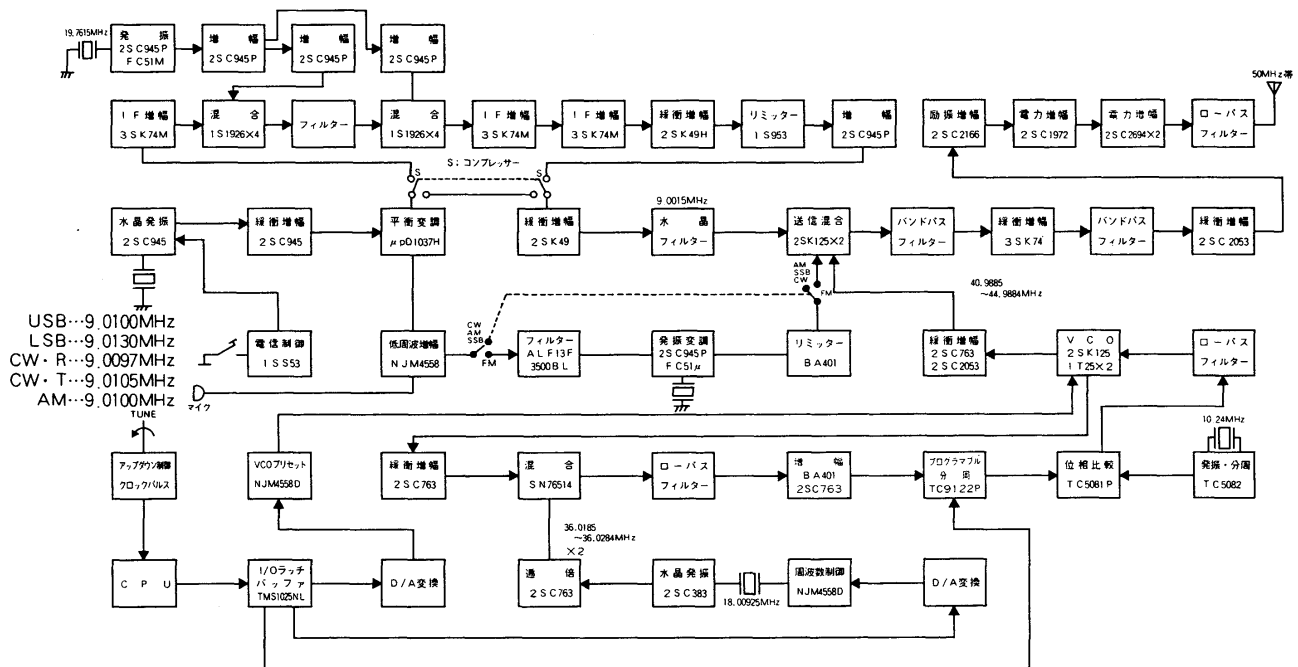 19.7615MHz
発振
2SC945P
FC51M
増幅
2SC945P
増幅
2SC945P
増幅
2SC945P
50MHz帯
IF増幅
3SK74M
混合
1S1926×4
フィルター
混合
1S1926×4
IF増幅
3SK74M
IF増幅
3SK74M
緩衝増幅
2SK49H
リミッター
1S953
増幅
2SC945P
励振増幅
2SC2166
電力増幅
2SC1972
電力増幅
2SC2694×2
ローパス
フィルター
S:コンプレッサー
S
S
水晶発振
2SC945
緩衝増幅
2SC945
平衡変調
μpD1037H
緩衝増幅
2SK49
9.0015MHz
水晶
フィルター
送信混合
2SK125×2
バンドパス
フィルター
緩衝増幅
3SK74
バンドパス
フィルター
緩衝増幅
2SC2053
AM
SSB
CW
FM
40.9885
～44.9884MHz
USB…9.0100MHz
LSB…9.0130MHz
CW・R…9.0097MHz
CW・T…9.0105MHz
AM…9.0100MHz
電信制御
1SS53
マイク
低周波増幅
NJM4558
CW
AM
SSB
FM
フィルター
ALF13F
3500BL
発振変調
2SC945P
FC51μ
リミッター
BA401
緩衝増幅
2SC763
2SC2053
VCO
2SK125
1T25×2
ローパス
フィルター
TUNE
10.24MHz
アップダウン制御
クロックパルス
VCOプリセット
NJM4558D
緩衝増幅
2SC763
混合
SN76514
ローパス
フィルター
増幅
BA401
2SC763
プログラマブル
分周
TC9122P
位相比較
TC5081P
発振・分周
TC5082
36.0185
～36.0284MHz
×2
CPU
I/Oラッチ
バッファ
TMS1025NL
D/A変換
逓倍
2SC763
水晶発振
2SC383
18.00925MHz
周波数制御
NJM4558D
D/A変換